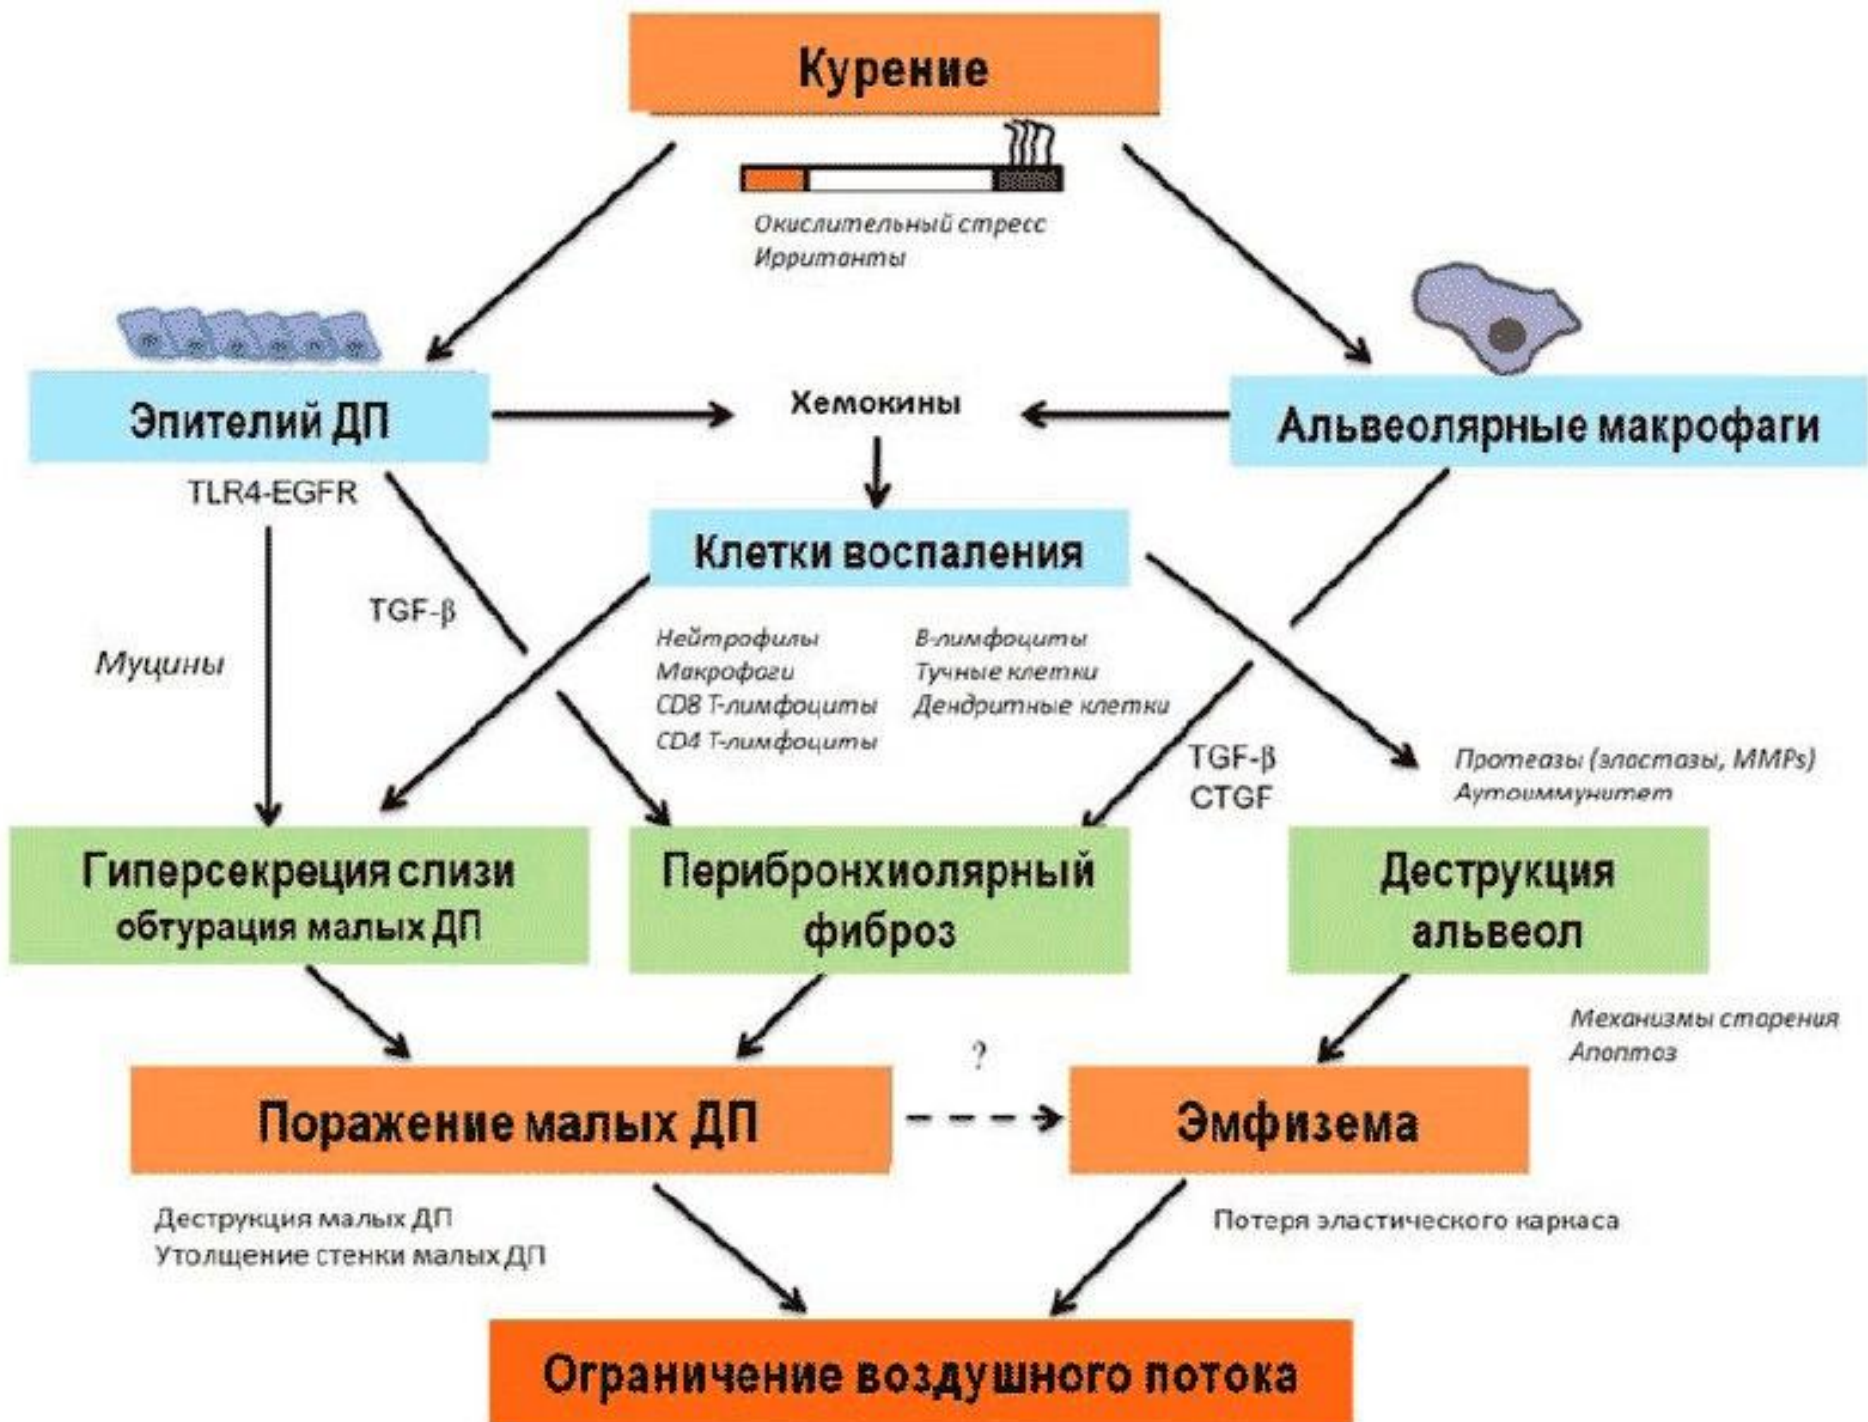 Курение
Окислительный стресс
Ирританты
Эпителий ДП
Хемокины
Альвеолярные макрофаги
TLR4-EGFR
Клетки воспаления
TGF-β
Муцины
Нейтрофилы
Макрофаги
CD8 Т-лимфоциты
CD4 Т-лимфоциты
В-лимфоциты
Тучные клетки
Дендритные клетки
TGF-β
CTGF
Протеазы (эластазы, MMPs)
Аутоиммунитет
Гиперсекреция слизи
обтурация малых ДП
Перибронхиолярный
фиброз
Деструкция
альвеол
Механизмы старения
Апоптоз
?
Поражение малых ДП
Эмфизема
Деструкция малых ДП
Утолщение стенки малых ДП
Потеря эластического каркаса
Ограничение воздушного потока